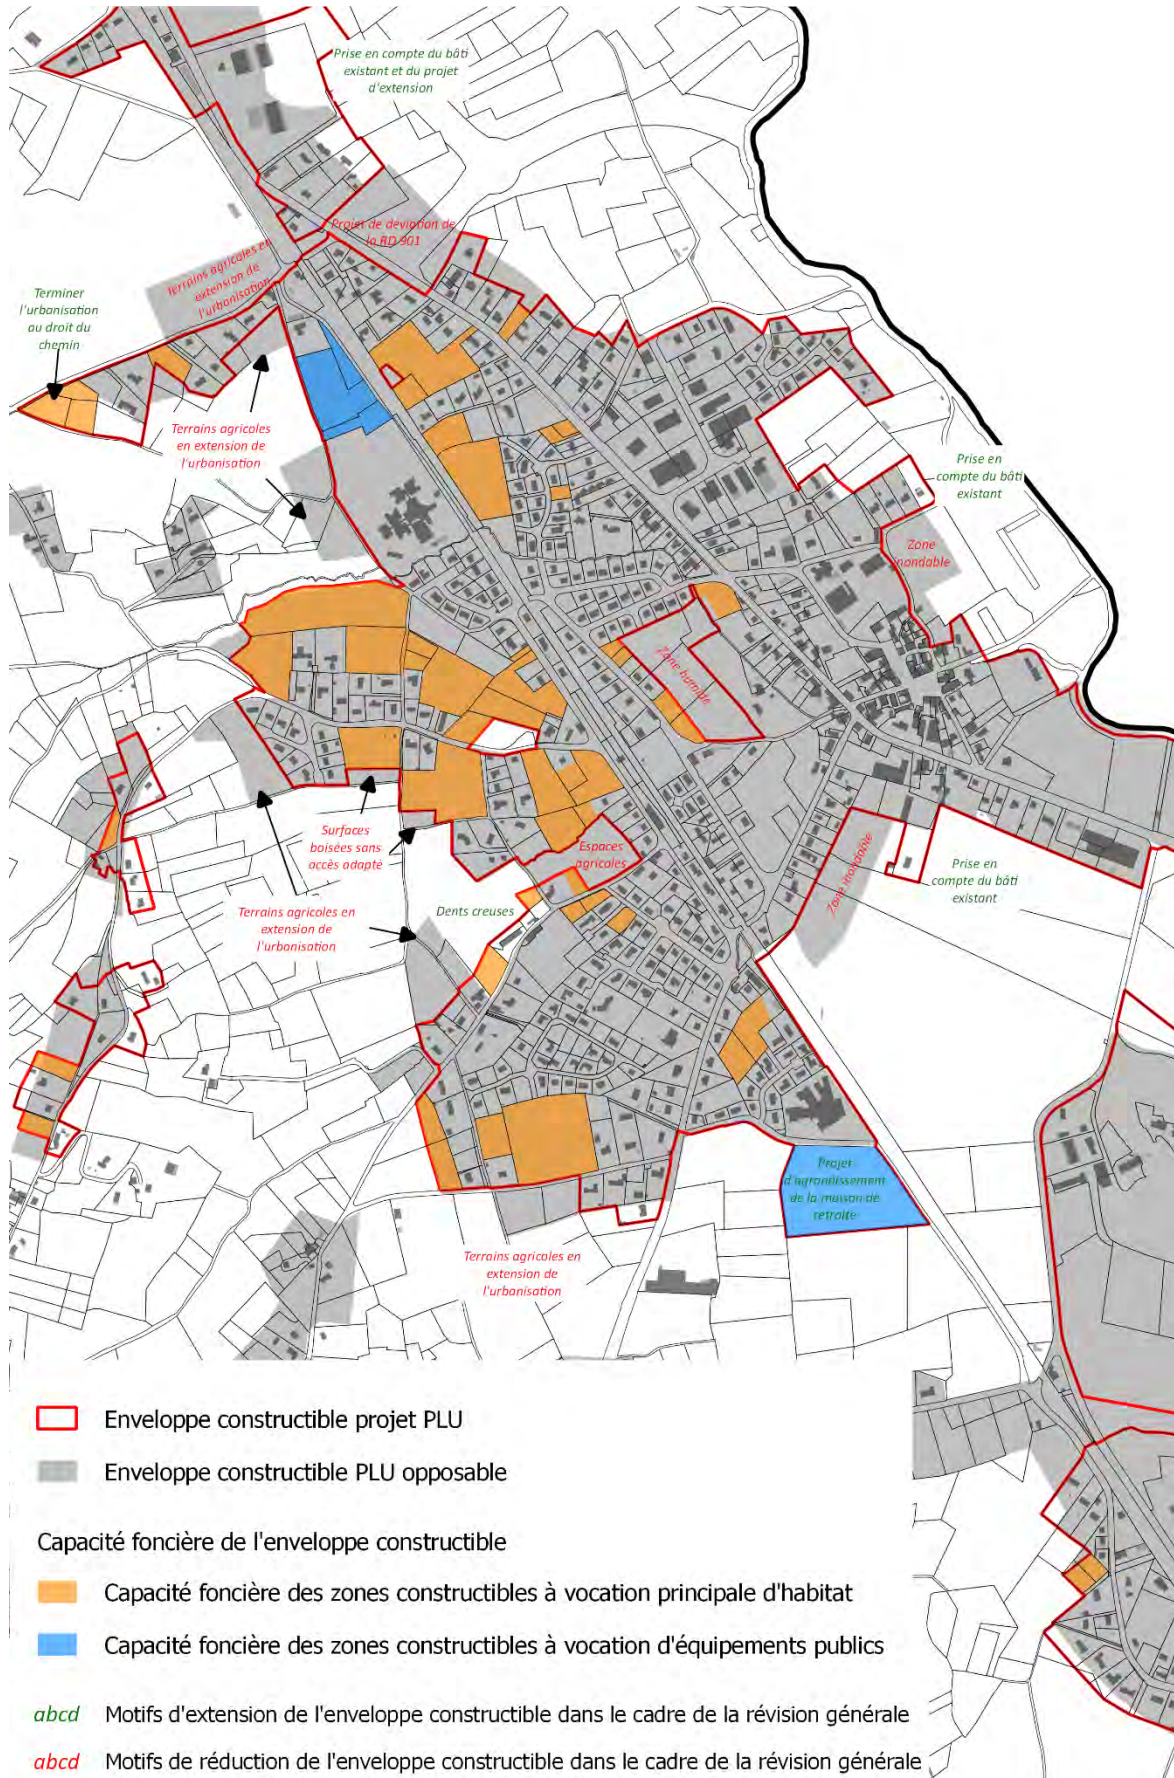 Prise en compte du bâti
existant et du projet
d'extension
Projet de déviation de
la RD 901
Terrains agricoles en
extension de
l'urbanisation
Terminer
l'urbanisation
au droit du
chemin
Terrains agricoles
en extension de
l'urbanisation
Prise en
compte du bâti
existant
Zone
inondable
Zone humide
Surfaces
boisées sans
accès adapté
Espaces
agricoles
Zone inondable
Prise en
compte du bâti
existant
Dents creuses
Terrains agricoles en
extension de
l'urbanisation
Projet
d'agrandissement
de la maison de
retraite
Terrains agricoles en
extension de
l'urbanisation
Enveloppe constructible projet PLU
Enveloppe constructible PLU opposable
Capacité foncière de l'enveloppe constructible
Capacité foncière des zones constructibles à vocation principale d'habitat
Capacité foncière des zones constructibles à vocation d'équipements publics
abcd Motifs d'extension de l'enveloppe constructible dans le cadre de la révision générale
abcd Motifs de réduction de l'enveloppe constructible dans le cadre de la révision générale